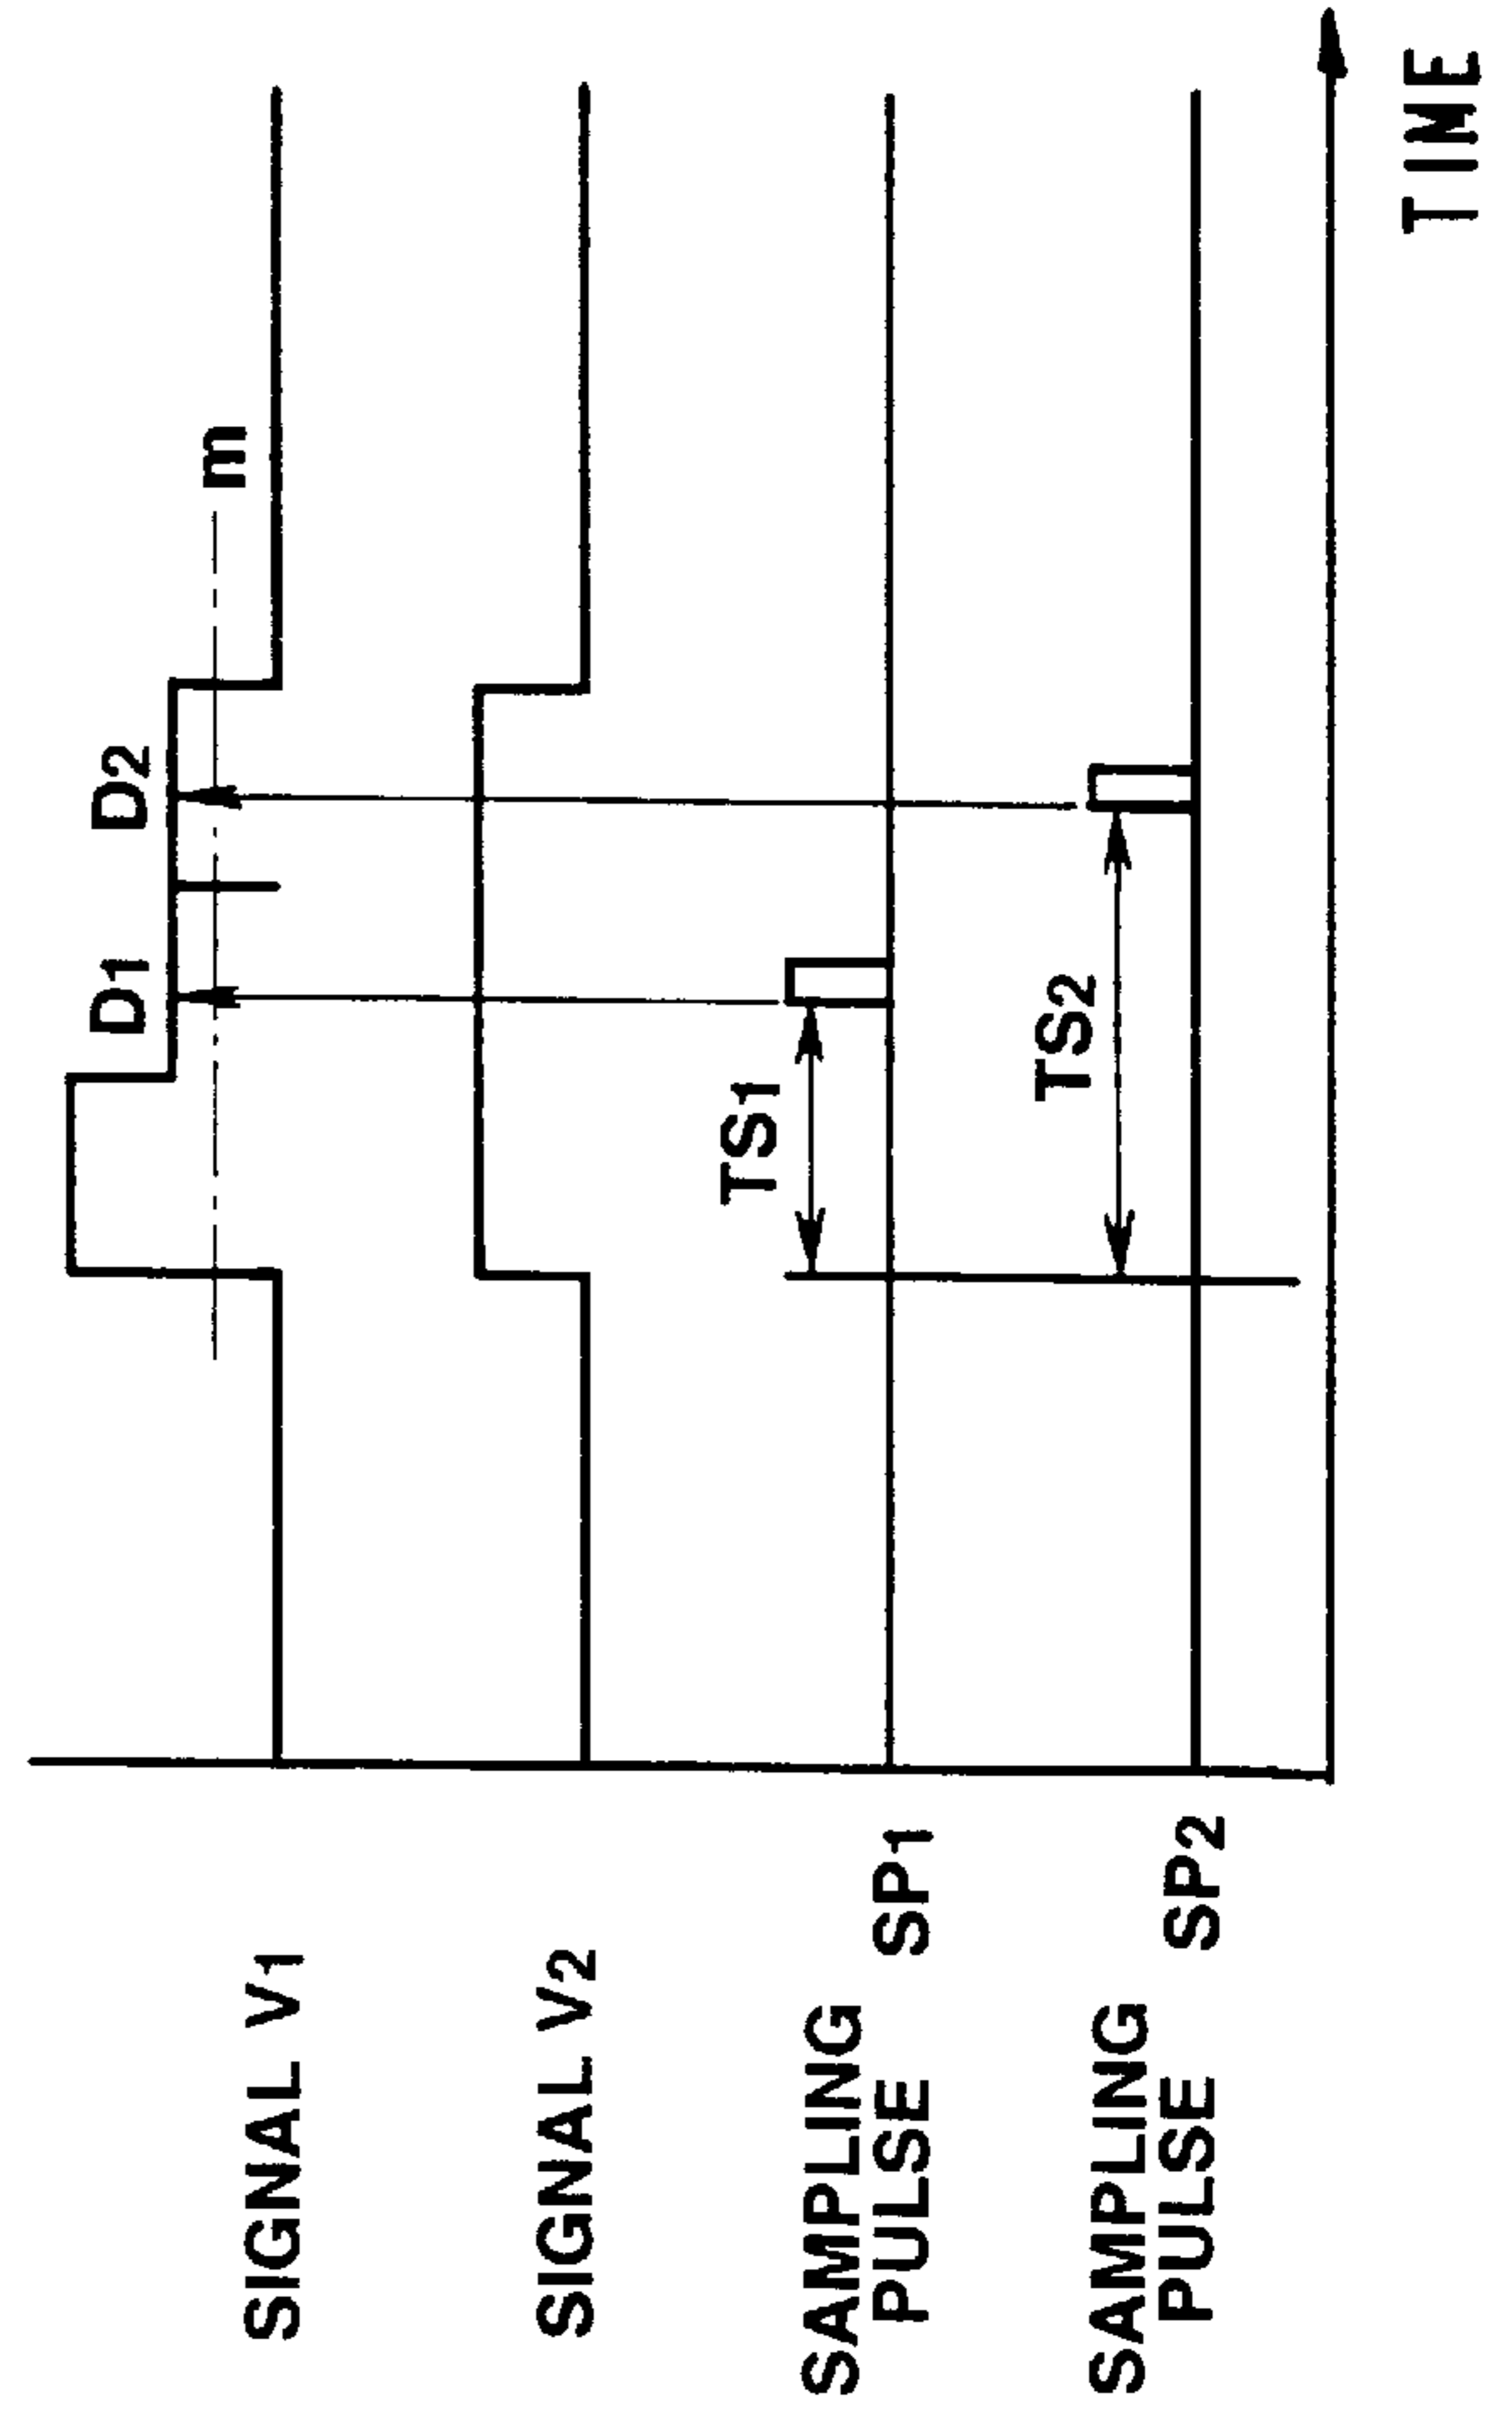 D1
D2
m
SIGNAL V1
SIGNAL V2
TS1
SAMPLING
PULSE SP1
TS2
SAMPLING
PULSE SP2
TIME